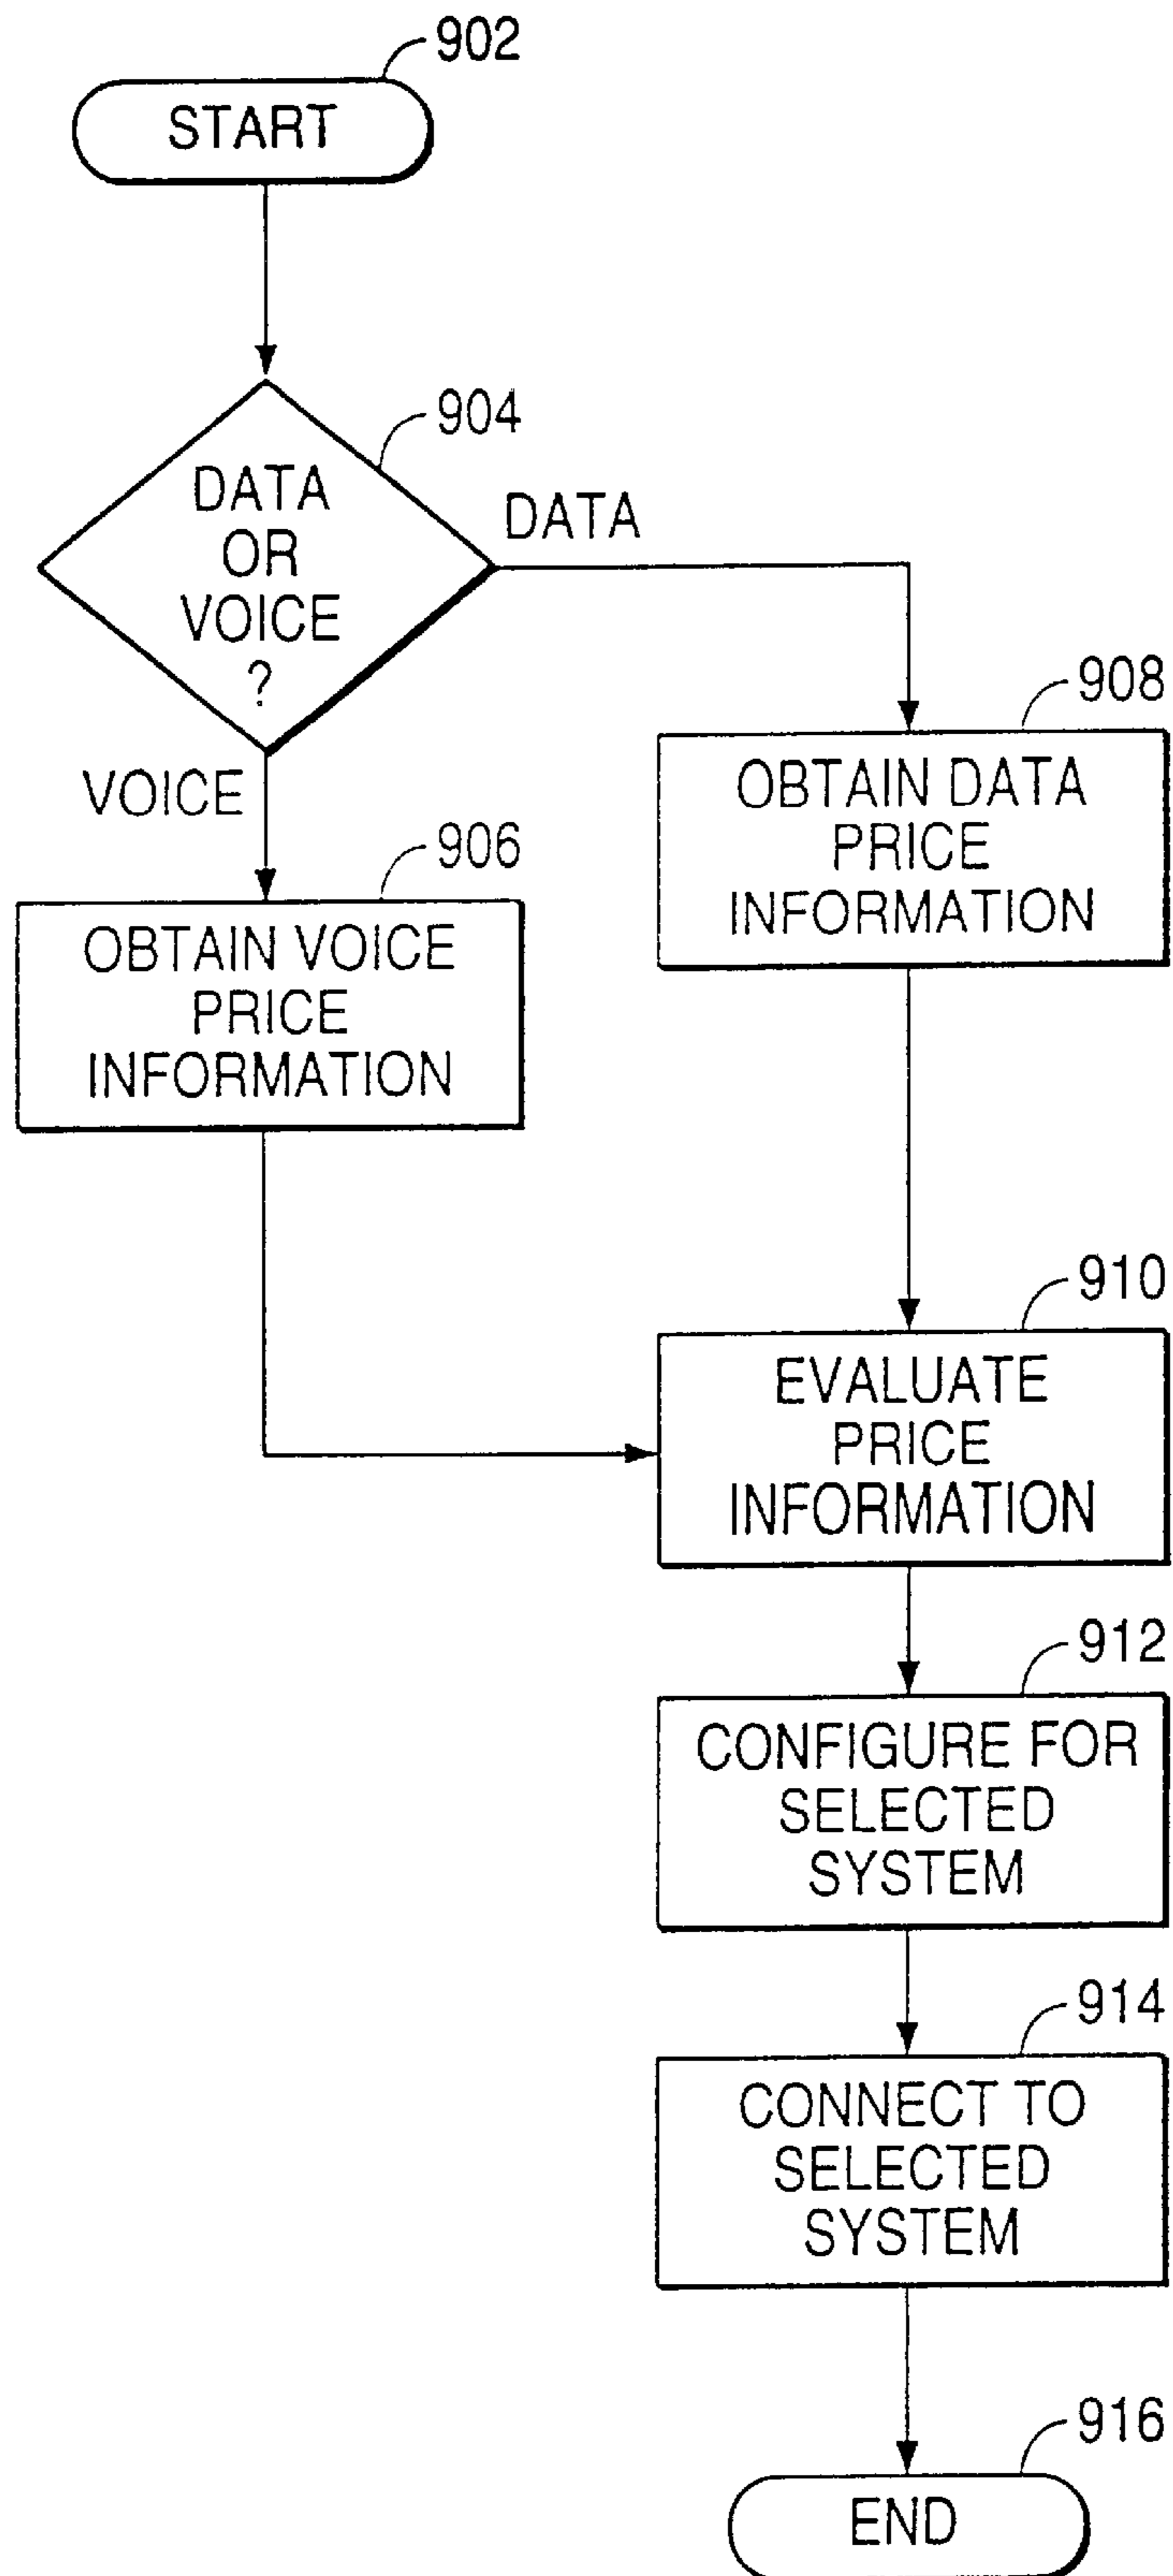 902
START
904
DATA
OR
VOICE
?
DATA
VOICE
908
OBTAIN DATA
PRICE
INFORMATION
906
OBTAIN VOICE
PRICE
INFORMATION
910
EVALUATE
PRICE
INFORMATION
912
CONFIGURE FOR
SELECTED
SYSTEM
914
CONNECT TO
SELECTED
SYSTEM
916
END